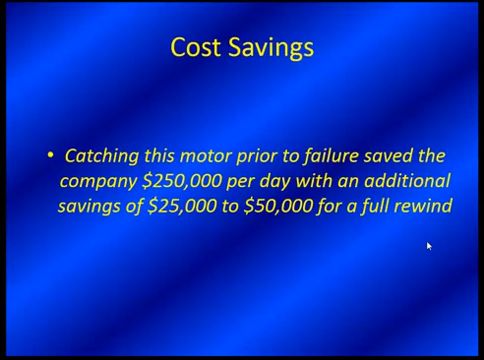 Cost Savings
• Catching this motor prior to failure saved the
company $250,000 per day with an additional
savings of $25,000 to $50,000 for a full rewind